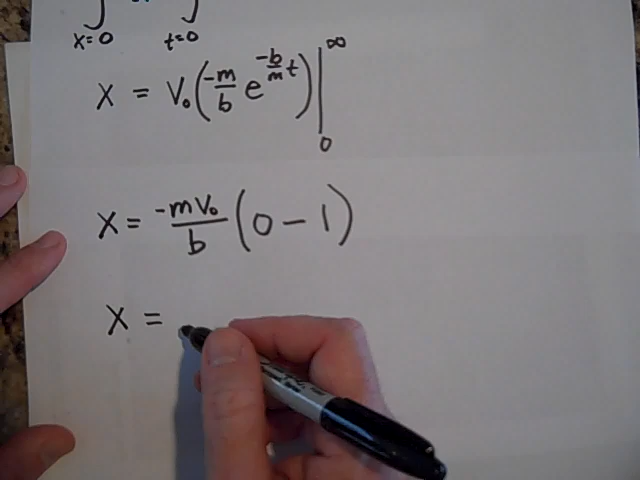 x=0 t=0
x = V₀(-m/b e^(-b/m t))|₀^∞
x = -mV₀/b (0 - 1)
x =